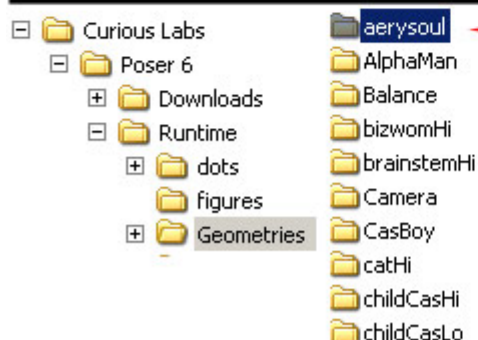 Curious Labs
Poser 6
Downloads
Runtime
dots
figures
Geometries
aerysoul
AlphaMan
Balance
bizwomHi
brainstemHi
Camera
CasBoy
catHi
childCasHi
childCasLo